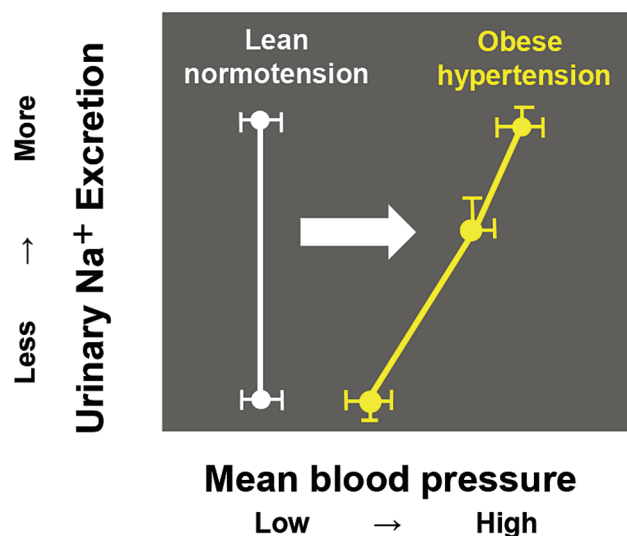 Lean
normotension
Obese
hypertension
Less → More
Urinary Na⁺ Excretion
Mean blood pressure
Low → High